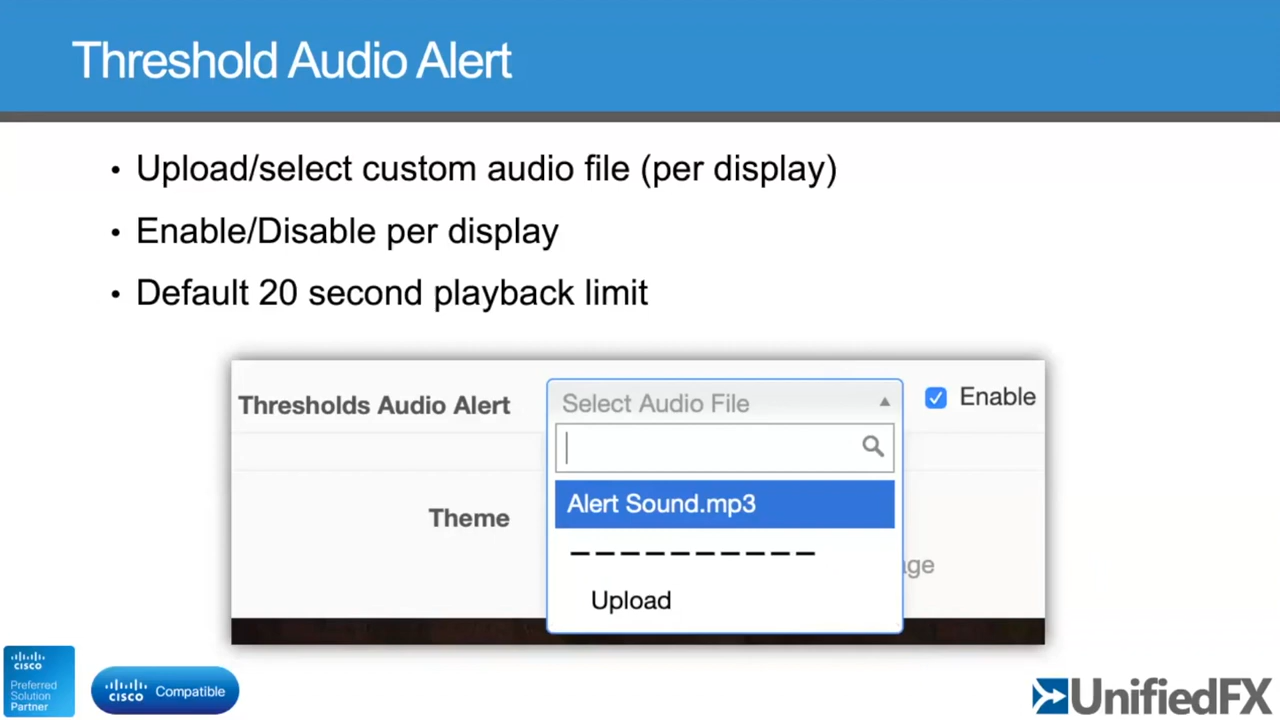 Threshold Audio Alert
• Upload/select custom audio file (per display)
• Enable/Disable per display
• Default 20 second playback limit
Thresholds Audio Alert
Select Audio File
Enable
Alert Sound.mp3
Theme
----------
Upload
cisco
Preferred
Solution
Partner
cisco Compatible
UnifiedFX